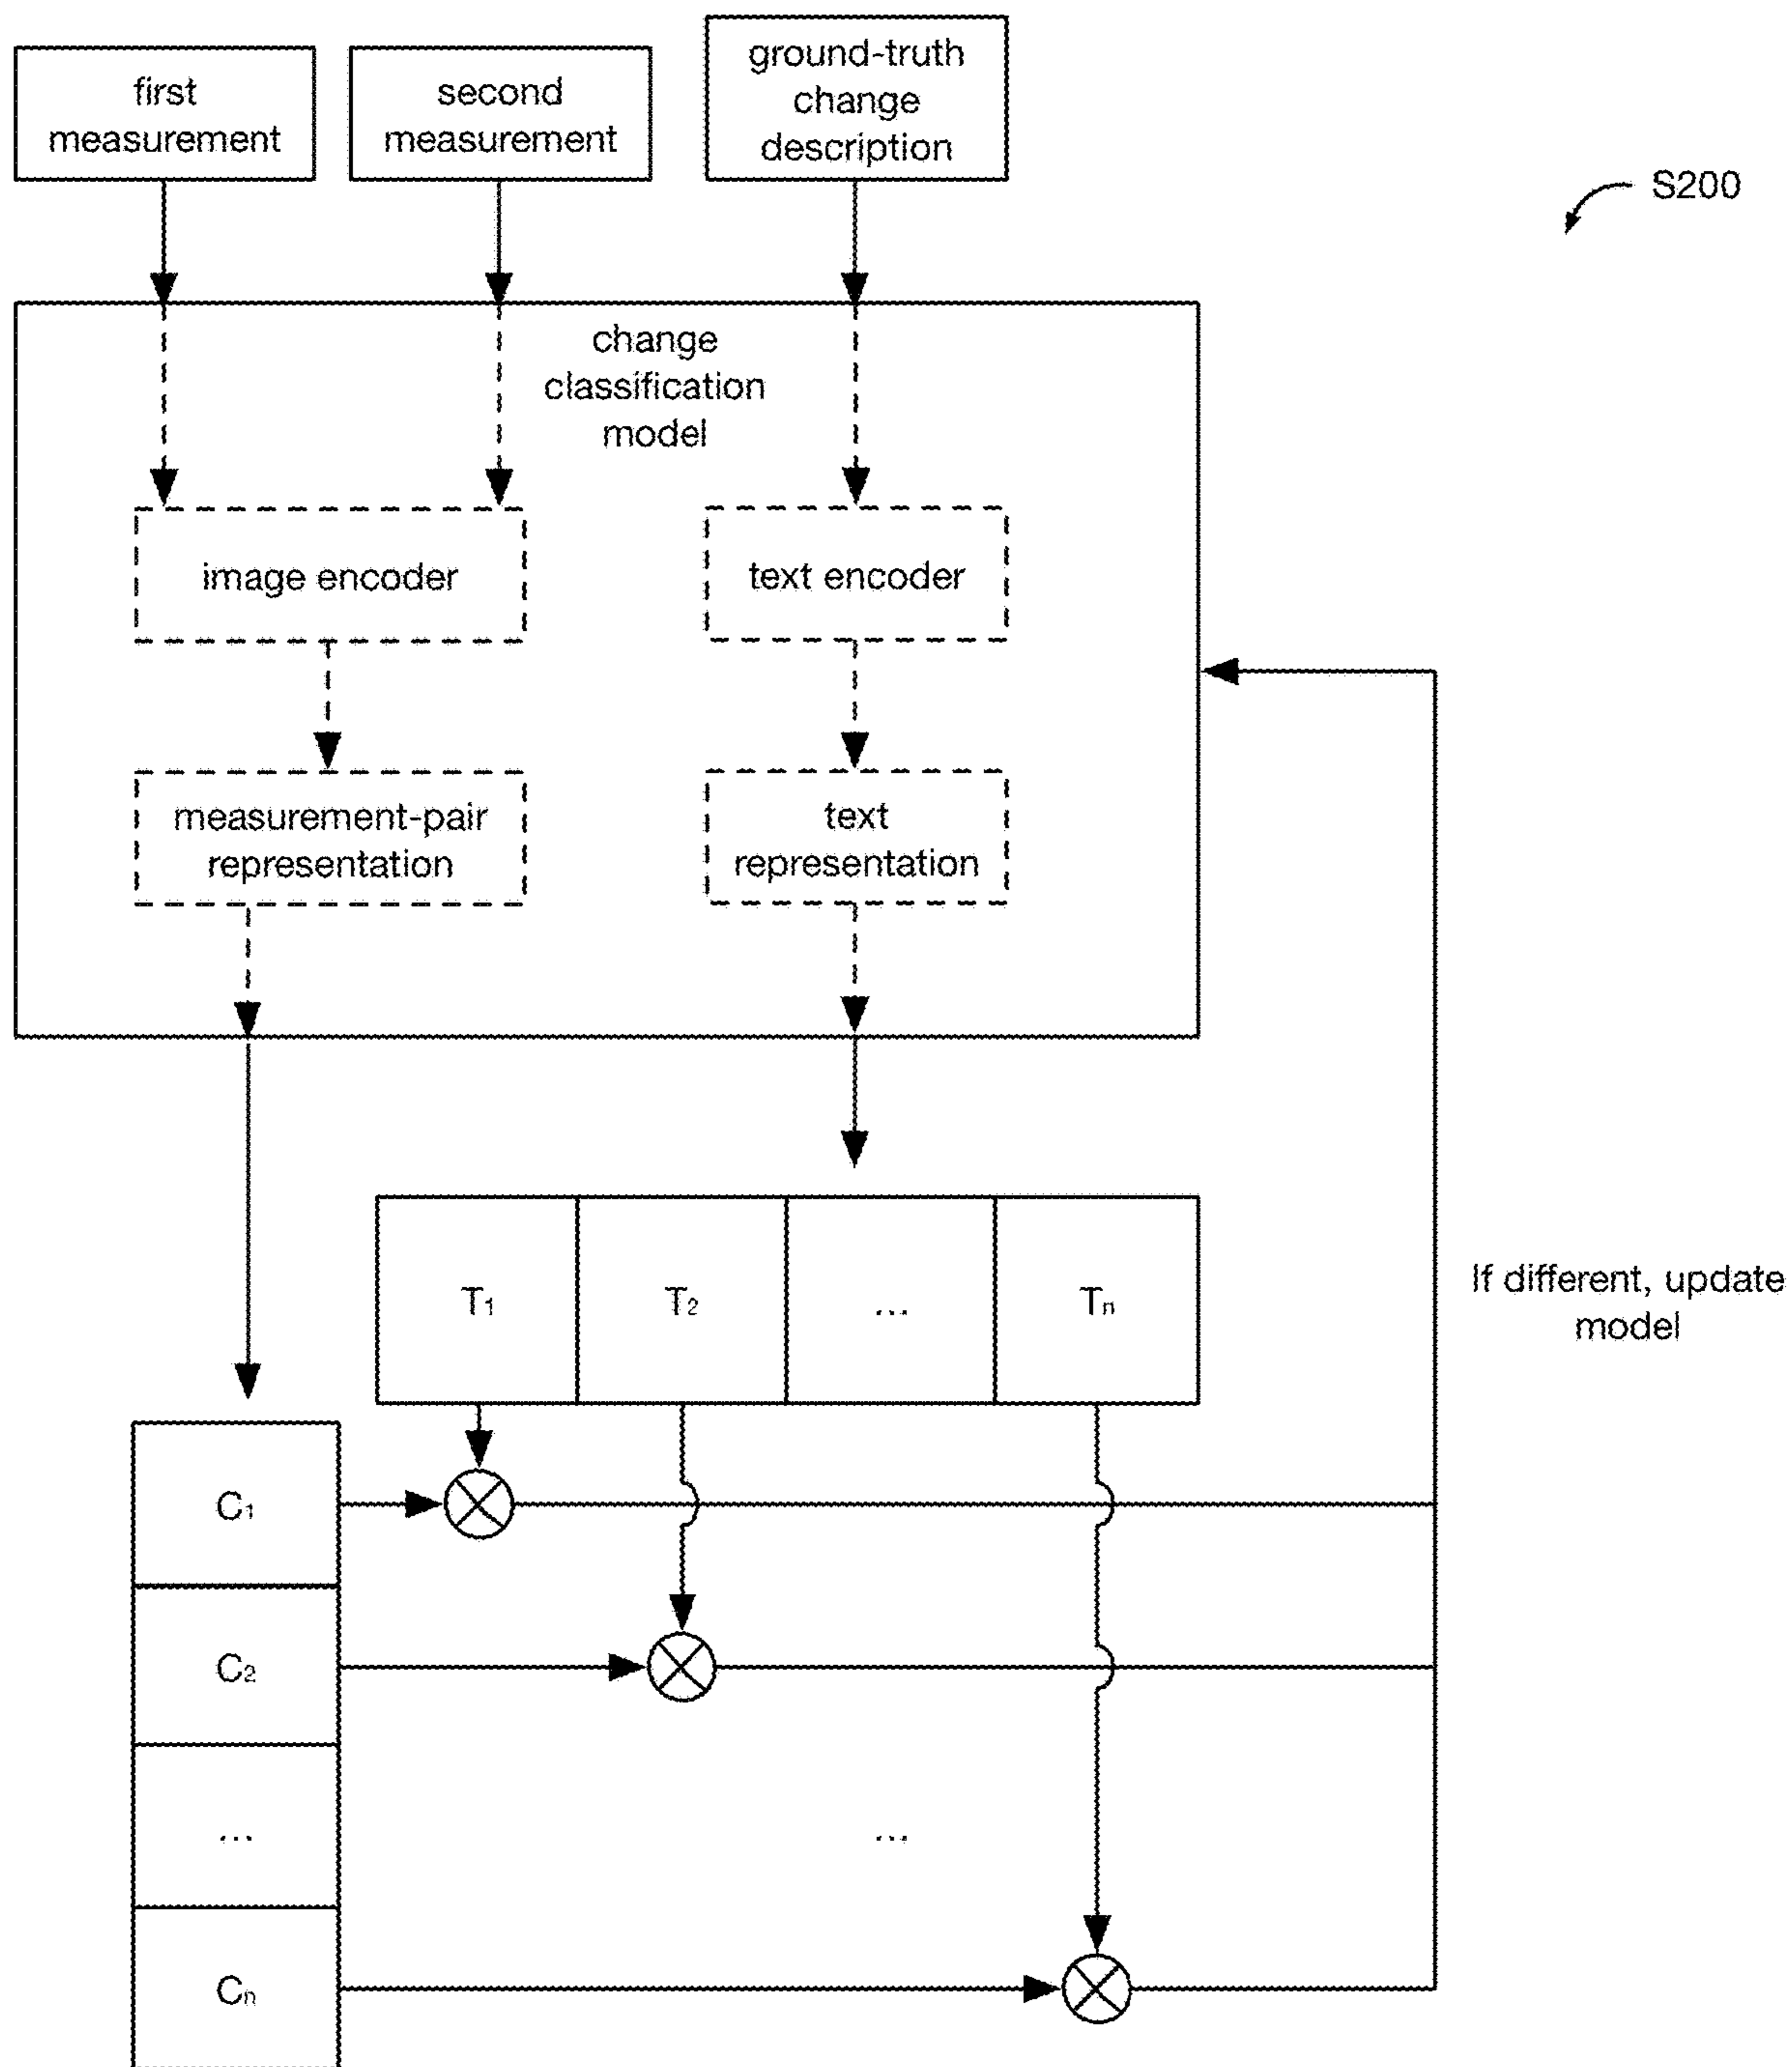 first
measurement
second
measurement
ground-truth
change
description
S200
change
classification
model
image encoder
text encoder
measurement-pair
representation
text
representation
T₁
T₂
...
Tₙ
If different, update
model
C₁
C₂
...
...
Cₙ